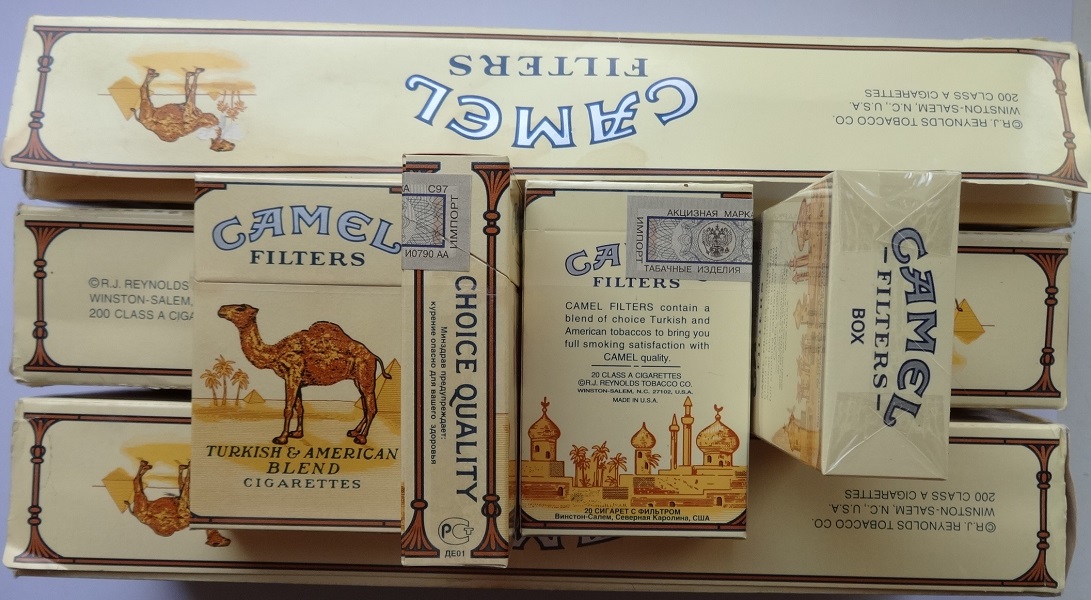 CAMEL
FILTERS
©R.J. REYNOLDS TOBACCO CO.
WINSTON-SALEM, N.C., U.S.A.
200 CLASS A CIGARETTES
©R.J. REYNOLDS
WINSTON-SALEM,
200 CLASS A CIGA
CAMEL
FILTERS
TURKISH & AMERICAN
BLEND
CIGARETTES
А С97
ИМПОРТ
И0790 АА
CHOICE QUALITY
Минздрав предупреждает:
курение опасно для вашего здоровья
РСТ
ДЕ01
АКЦИЗНАЯ МАРКА
ИМПОРТ
ТАБАЧНЫЕ ИЗДЕЛИЯ
CA
FILTERS
CAMEL FILTERS contain a
blend of choice Turkish and
American tobaccos to bring you
full smoking satisfaction with
CAMEL quality.
20 CLASS A CIGARETTES
©R.J. REYNOLDS TOBACCO CO.
WINSTON-SALEM, N.C. 27102, U.S.A.
MADE IN U.S.A.
20 СИГАРЕТ С ФИЛЬТРОМ
Винстон-Салем, Северная Каролина, США
CAMEL
–FILTERS–
BOX
©R.J. REYNOLDS TOBACCO CO.
WINSTON-SALEM, N.C., U.S.A.
200 CLASS A CIGARETTES